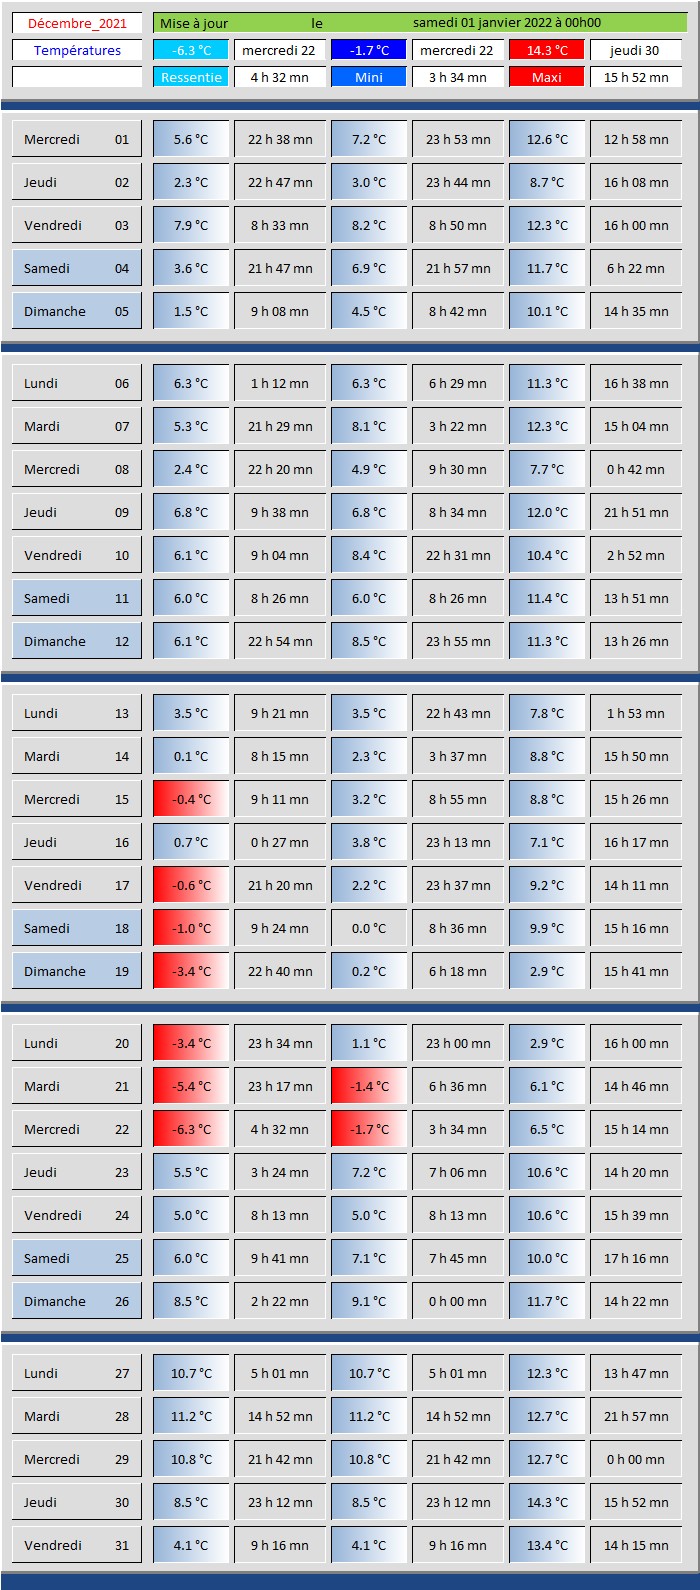 Décembre_2021 Mise à jour le samedi 01 janvier 2022 à 00h00
Températures -6.3 °C mercredi 22 -1.7 °C mercredi 22 14.3 °C jeudi 30
Ressentie 4 h 32 mn Mini 3 h 34 mn Maxi 15 h 52 mn
Mercredi 01 5.6 °C 22 h 38 mn 7.2 °C 23 h 53 mn 12.6 °C 12 h 58 mn
Jeudi 02 2.3 °C 22 h 47 mn 3.0 °C 23 h 44 mn 8.7 °C 16 h 08 mn
Vendredi 03 7.9 °C 8 h 33 mn 8.2 °C 8 h 50 mn 12.3 °C 16 h 00 mn
Samedi 04 3.6 °C 21 h 47 mn 6.9 °C 21 h 57 mn 11.7 °C 6 h 22 mn
Dimanche 05 1.5 °C 9 h 08 mn 4.5 °C 8 h 42 mn 10.1 °C 14 h 35 mn
Lundi 06 6.3 °C 1 h 12 mn 6.3 °C 6 h 29 mn 11.3 °C 16 h 38 mn
Mardi 07 5.3 °C 21 h 29 mn 8.1 °C 3 h 22 mn 12.3 °C 15 h 04 mn
Mercredi 08 2.4 °C 22 h 20 mn 4.9 °C 9 h 30 mn 7.7 °C 0 h 42 mn
Jeudi 09 6.8 °C 9 h 38 mn 6.8 °C 8 h 34 mn 12.0 °C 21 h 51 mn
Vendredi 10 6.1 °C 9 h 04 mn 8.4 °C 22 h 31 mn 10.4 °C 2 h 52 mn
Samedi 11 6.0 °C 8 h 26 mn 6.0 °C 8 h 26 mn 11.4 °C 13 h 51 mn
Dimanche 12 6.1 °C 22 h 54 mn 8.5 °C 23 h 55 mn 11.3 °C 13 h 26 mn
Lundi 13 3.5 °C 9 h 21 mn 3.5 °C 22 h 43 mn 7.8 °C 1 h 53 mn
Mardi 14 0.1 °C 8 h 15 mn 2.3 °C 3 h 37 mn 8.8 °C 15 h 50 mn
Mercredi 15 -0.4 °C 9 h 11 mn 3.2 °C 8 h 55 mn 8.8 °C 15 h 26 mn
Jeudi 16 0.7 °C 0 h 27 mn 3.8 °C 23 h 13 mn 7.1 °C 16 h 17 mn
Vendredi 17 -0.6 °C 21 h 20 mn 2.2 °C 23 h 37 mn 9.2 °C 14 h 11 mn
Samedi 18 -1.0 °C 9 h 24 mn 0.0 °C 8 h 36 mn 9.9 °C 15 h 16 mn
Dimanche 19 -3.4 °C 22 h 40 mn 0.2 °C 6 h 18 mn 2.9 °C 15 h 41 mn
Lundi 20 -3.4 °C 23 h 34 mn 1.1 °C 23 h 00 mn 2.9 °C 16 h 00 mn
Mardi 21 -5.4 °C 23 h 17 mn -1.4 °C 6 h 36 mn 6.1 °C 14 h 46 mn
Mercredi 22 -6.3 °C 4 h 32 mn -1.7 °C 3 h 34 mn 6.5 °C 15 h 14 mn
Jeudi 23 5.5 °C 3 h 24 mn 7.2 °C 7 h 06 mn 10.6 °C 14 h 20 mn
Vendredi 24 5.0 °C 8 h 13 mn 5.0 °C 8 h 13 mn 10.6 °C 15 h 39 mn
Samedi 25 6.0 °C 9 h 41 mn 7.1 °C 7 h 45 mn 10.0 °C 17 h 16 mn
Dimanche 26 8.5 °C 2 h 22 mn 9.1 °C 0 h 00 mn 11.7 °C 14 h 22 mn
Lundi 27 10.7 °C 5 h 01 mn 10.7 °C 5 h 01 mn 12.3 °C 13 h 47 mn
Mardi 28 11.2 °C 14 h 52 mn 11.2 °C 14 h 52 mn 12.7 °C 21 h 57 mn
Mercredi 29 10.8 °C 21 h 42 mn 10.8 °C 21 h 42 mn 12.7 °C 0 h 00 mn
Jeudi 30 8.5 °C 23 h 12 mn 8.5 °C 23 h 12 mn 14.3 °C 15 h 52 mn
Vendredi 31 4.1 °C 9 h 16 mn 4.1 °C 9 h 16 mn 13.4 °C 14 h 15 mn